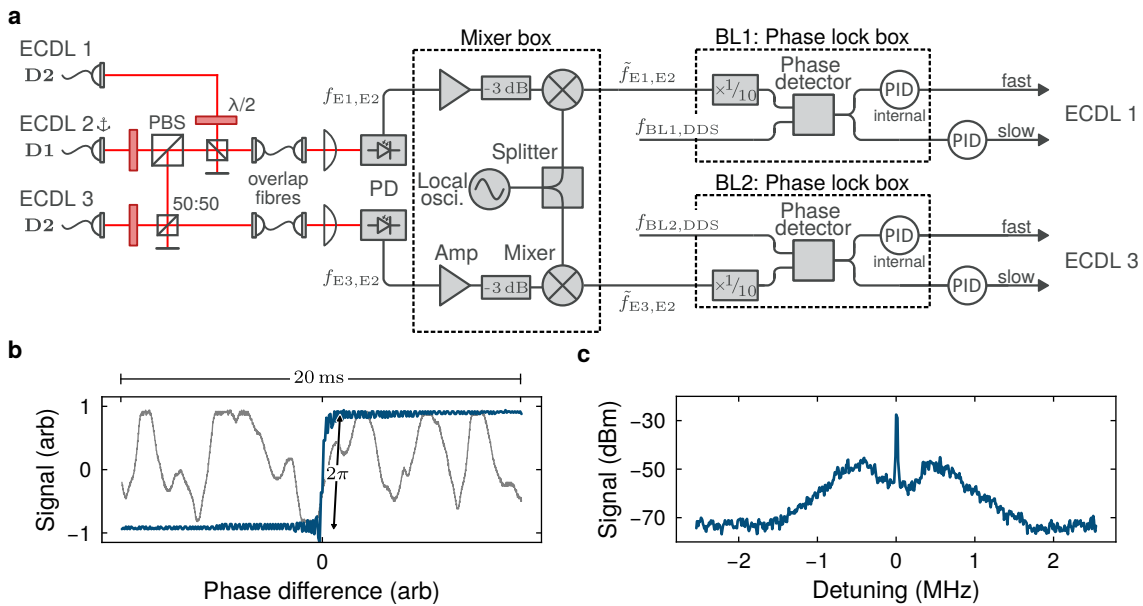 a
ECDL 1
D2
λ/2
ECDL 2⚓
PBS
D1
ECDL 3
50:50
D2
overlap
fibres
PD
f_E1,E2
f_E3,E2
Mixer box
-3 dB
Splitter
Local
osci.
Amp
Mixer
-3 dB
f̃_E1,E2
f̃_E3,E2
BL1: Phase lock box
×1/10
Phase
detector
PID
internal
fast
f_BL1,DDS
PID
slow
ECDL 1
BL2: Phase lock box
f_BL2,DDS
Phase
detector
PID
internal
fast
×1/10
PID
slow
ECDL 3
b
20 ms
1
0
−1
Signal (arb)
2π
0
Phase difference (arb)
c
−30
−50
−70
Signal (dBm)
−2
−1
0
1
2
Detuning (MHz)